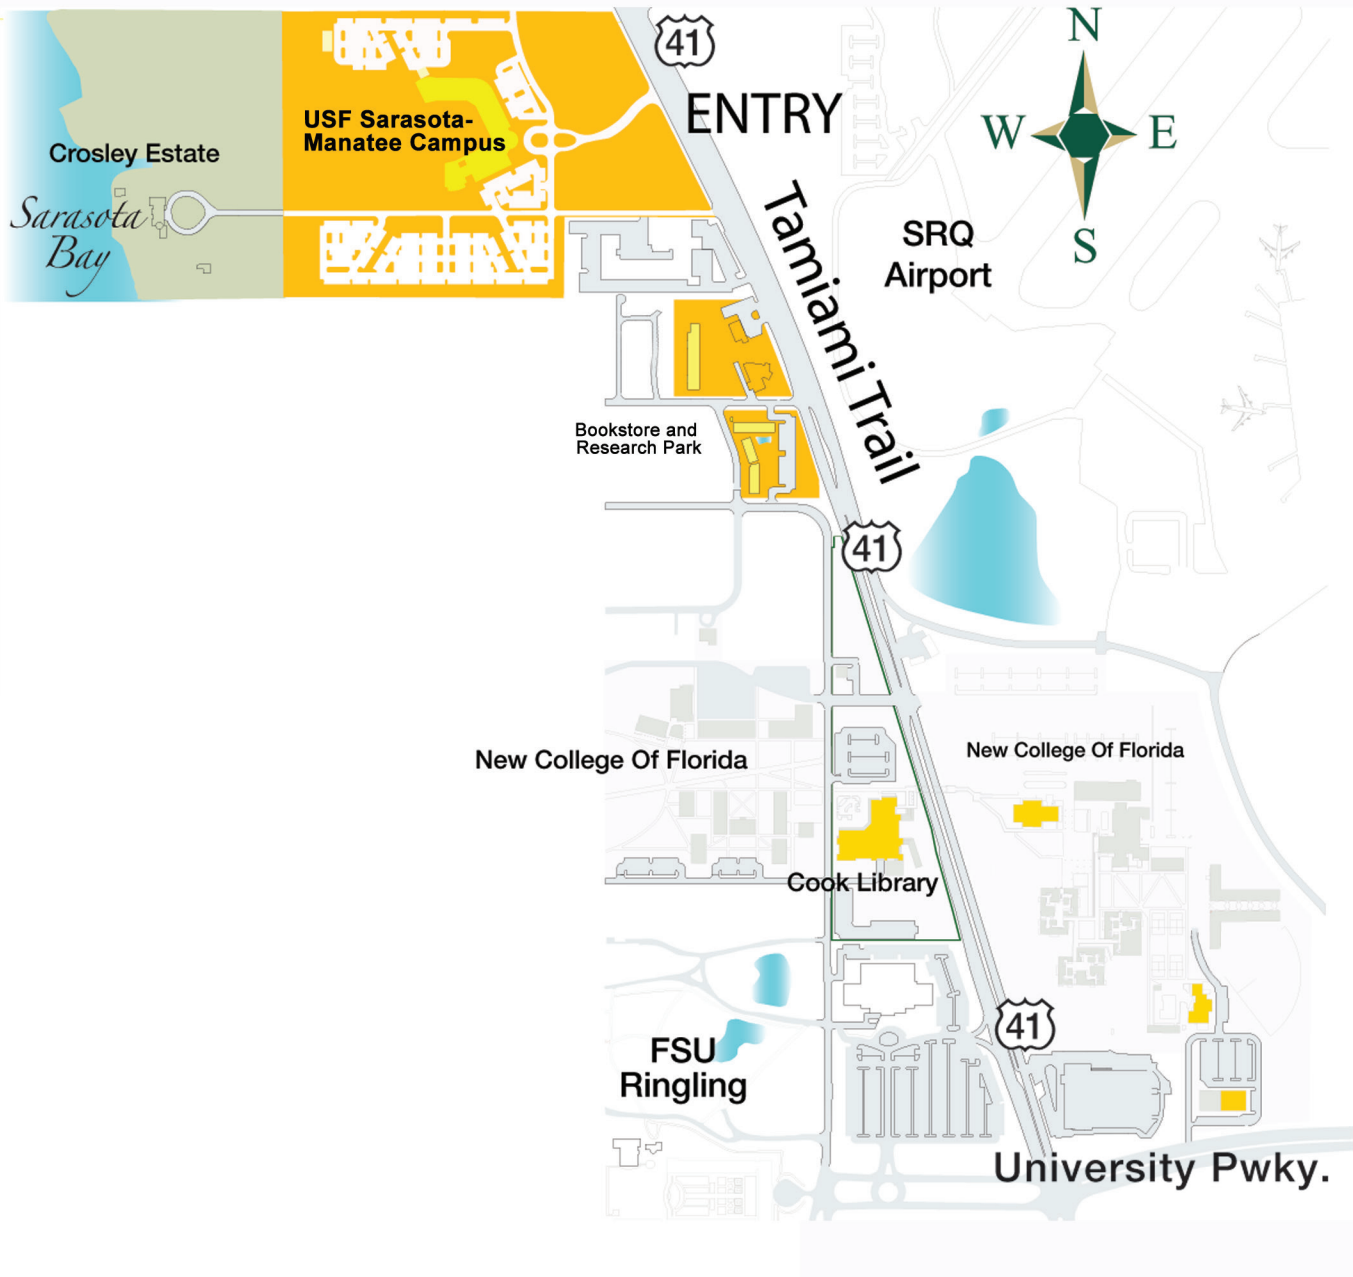 N
41
ENTRY
USF Sarasota-
Manatee Campus
W
E
Crosley Estate
Sarasota
Bay
Tamiami Trail
SRQ
Airport
S
Bookstore and
Research Park
41
New College Of Florida
New College Of Florida
Cook Library
41
FSU
Ringling
University Pwky.